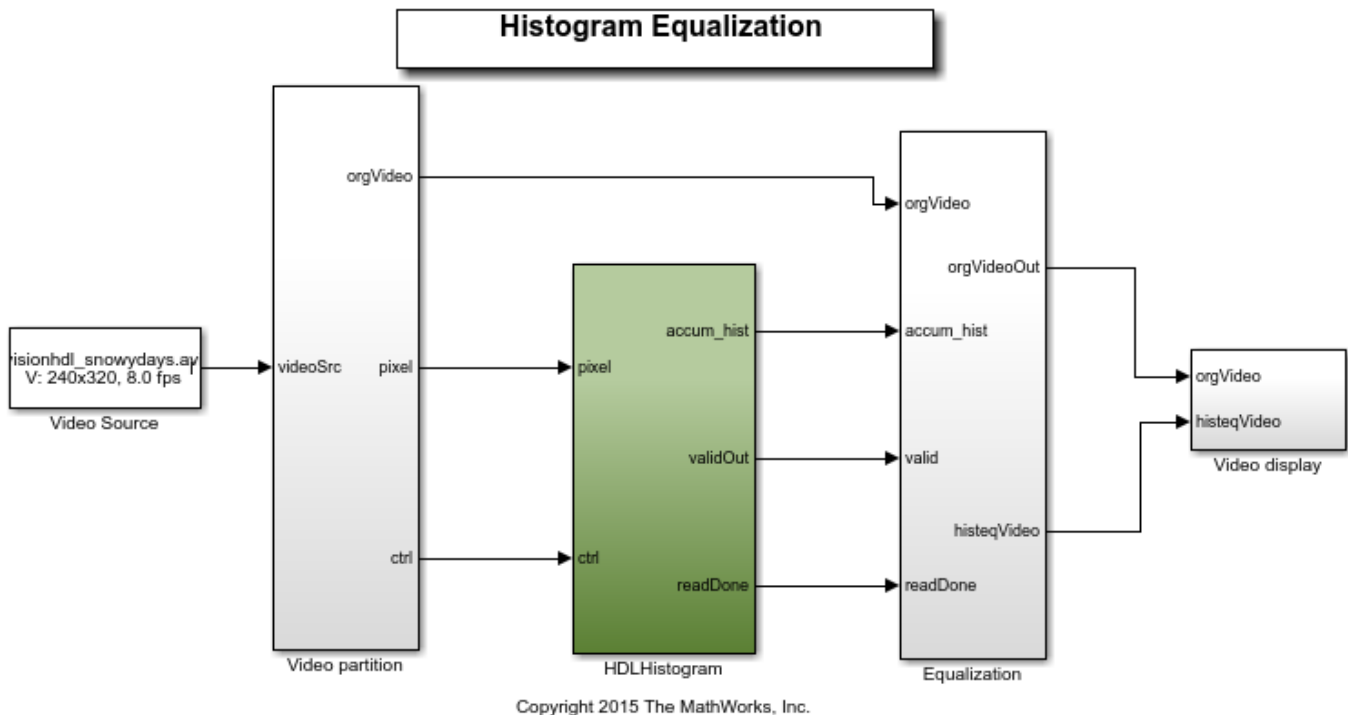 Histogram Equalization
visionhdl_snowydays.av
V: 240x320, 8.0 fps
Video Source
videoSrc
orgVideo
pixel
ctrl
Video partition
pixel
ctrl
accum_hist
validOut
readDone
HDLHistogram
orgVideo
accum_hist
valid
readDone
orgVideoOut
histeqVideo
Equalization
orgVideo
histeqVideo
Video display
Copyright 2015 The MathWorks, Inc.